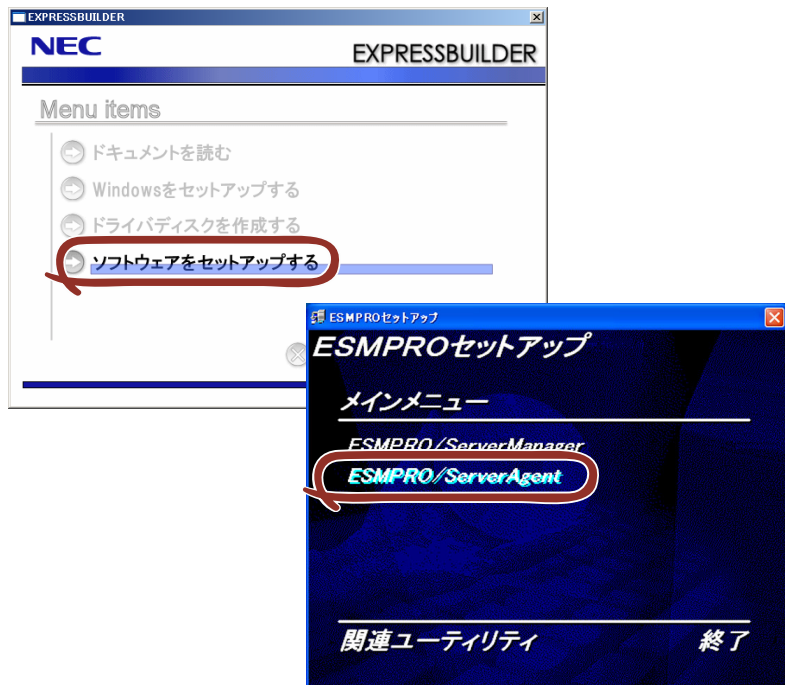 EXPRESSBUILDER
NEC
EXPRESSBUILDER
Menu items
ドキュメントを読む
Windowsをセットアップする
ドライバディスクを作成する
ソフトウェアをセットアップする
ESMPROセットアップ
ESMPROセットアップ
メインメニュー
ESMPRO/ServerManager
ESMPRO/ServerAgent
関連ユーティリティ
終了